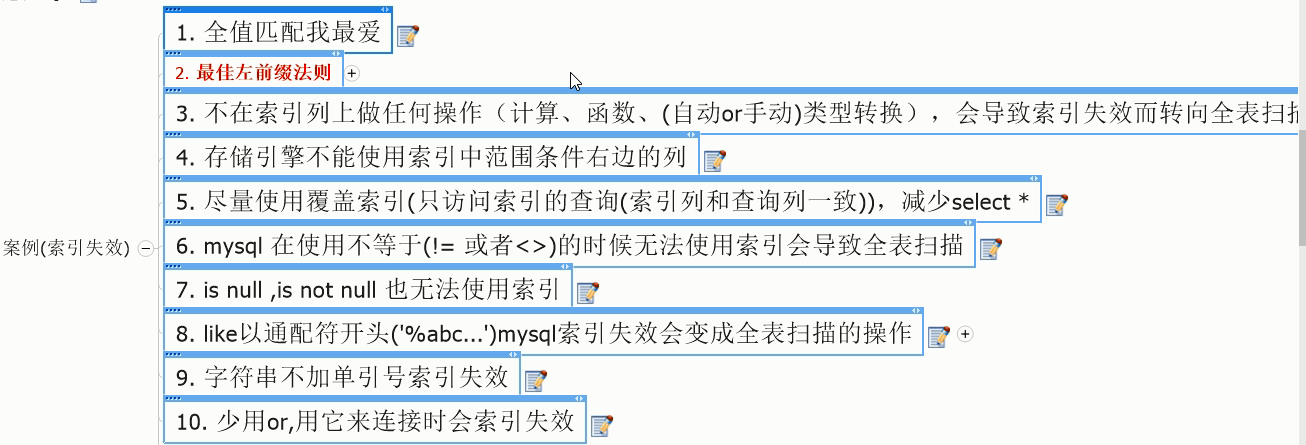 1. 全值匹配我最爱
2. 最佳左前缀法则
3. 不在索引列上做任何操作（计算、函数、(自动or手动)类型转换），会导致索引失效而转向全表扫描
4. 存储引擎不能使用索引中范围条件右边的列
5. 尽量使用覆盖索引(只访问索引的查询(索引列和查询列一致))，减少select *
案例(索引失效)
6. mysql 在使用不等于(!= 或者<>)的时候无法使用索引会导致全表扫描
7. is null ,is not null 也无法使用索引
8. like以通配符开头('%abc...')mysql索引失效会变成全表扫描的操作
9. 字符串不加单引号索引失效
10. 少用or,用它来连接时会索引失效